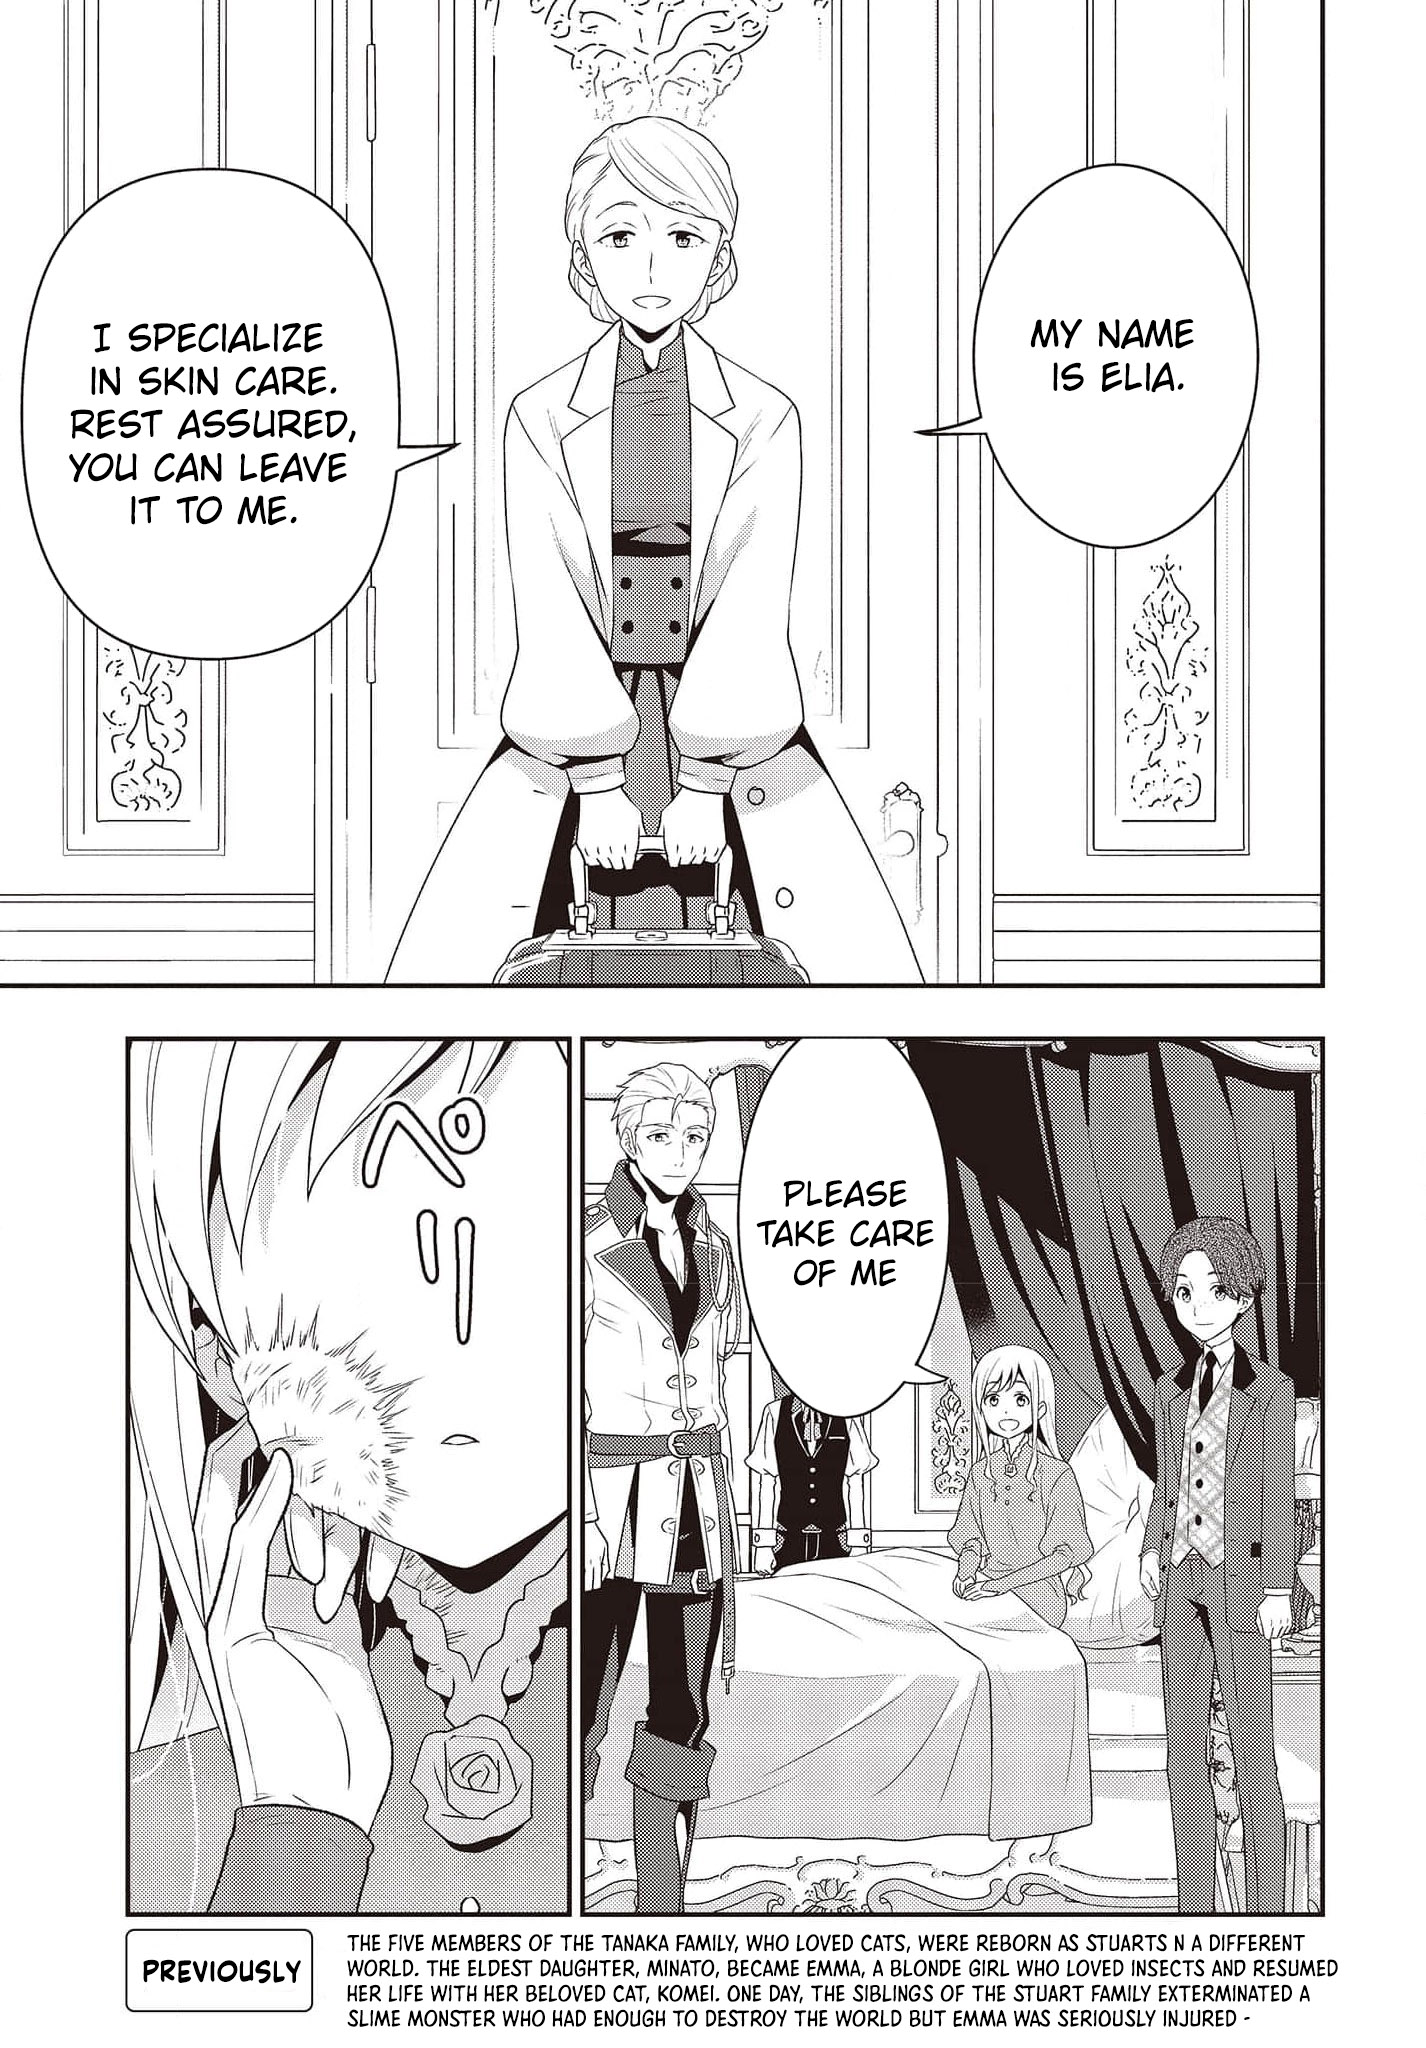 MY NAME
IS ELIA.
I SPECIALIZE
IN SKIN CARE.
REST ASSURED,
YOU CAN LEAVE
IT TO ME.
PLEASE
TAKE CARE
OF ME
ペリ
PREVIOUSLY
THE FIVE MEMBERS OF THE TANAKA FAMILY, WHO LOVED CATS, WERE REBORN AS STUARTS N A DIFFERENT
WORLD. THE ELDEST DAUGHTER, MINATO, BECAME EMMA, A BLONDE GIRL WHO LOVED INSECTS AND RESUMED
HER LIFE WITH HER BELOVED CAT, KOMEI. ONE DAY, THE SIBLINGS OF THE STUART FAMILY EXTERMINATED A
SLIME MONSTER WHO HAD ENOUGH TO DESTROY THE WORLD BUT EMMA WAS SERIOUSLY INJURED -